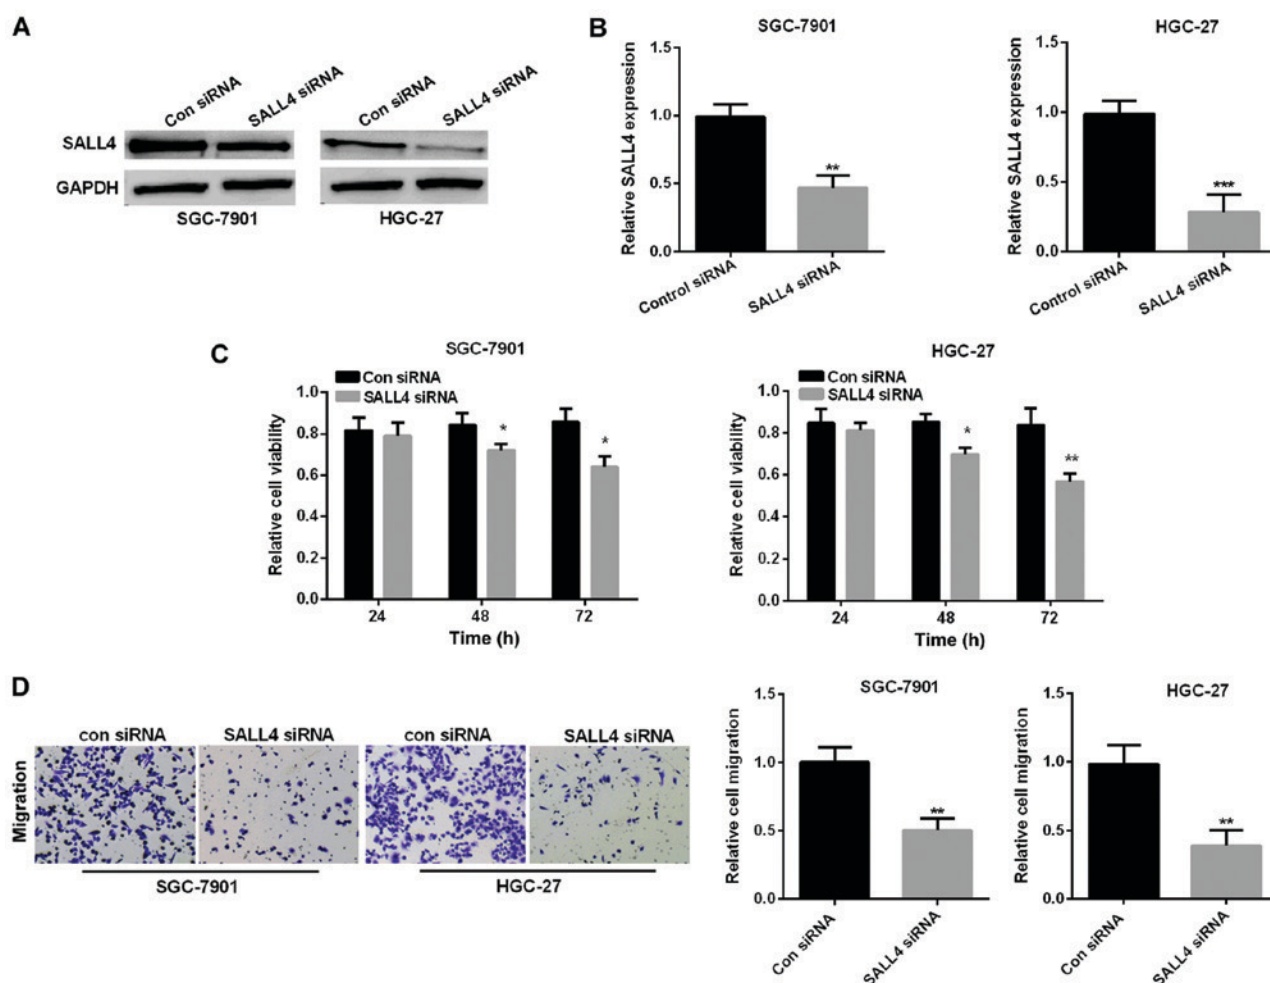 A
Con siRNA
SALL4 siRNA
Con siRNA
SALL4 siRNA
SALL4
GAPDH
SGC-7901
HGC-27
B
SGC-7901
Relative SALL4 expression
1.5
1.0
0.5
0.0
**
Control siRNA
SALL4 siRNA
HGC-27
Relative SALL4 expression
1.5
1.0
0.5
0.0
***
Control siRNA
SALL4 siRNA
C
SGC-7901
Con siRNA
SALL4 siRNA
Relative cell viability
1.0
0.8
0.6
0.4
0.2
0.0
*
*
24 48 72
Time (h)
HGC-27
Con siRNA
SALL4 siRNA
Relative cell viability
1.0
0.8
0.6
0.4
0.2
0.0
*
**
24 48 72
Time (h)
D
Migration
con siRNA
SALL4 siRNA
con siRNA
SALL4 siRNA
SGC-7901
HGC-27
SGC-7901
Relative cell migration
1.5
1.0
0.5
0.0
**
Con siRNA
SALL4 siRNA
HGC-27
Relative cell migration
1.5
1.0
0.5
0.0
**
Con siRNA
SALL4 siRNA